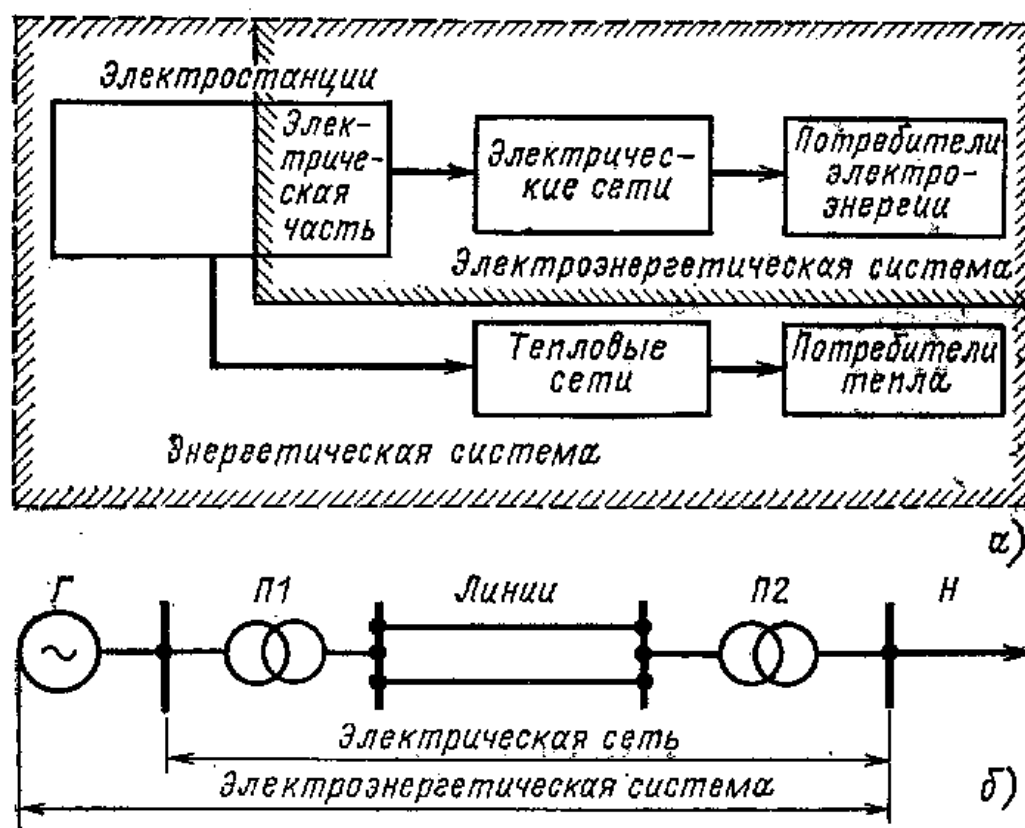 Электростанции
Элек-
триче-
ская
часть
Электричес-
кие сети
Потребители
электро-
энергии
Электроэнергетическая система
Тепловые
сети
Потребители
тепла
Энергетическая система
а)
Г
П1
Линии
П2
Н
~
Электрическая сеть
Электроэнергетическая система
б)